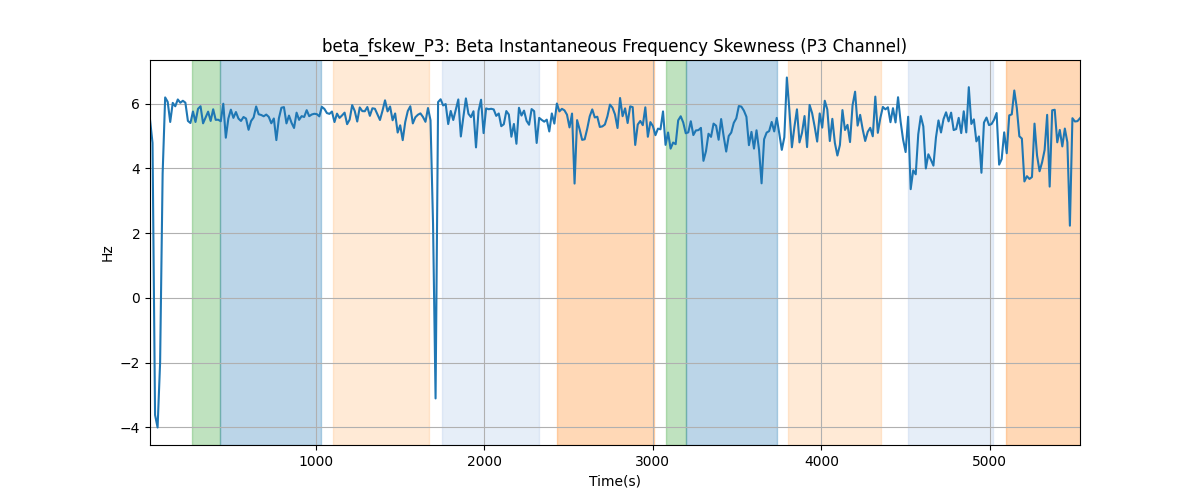 beta_fskew_P3: Beta Instantaneous Frequency Skewness (P3 Channel)
Hz
6
4
2
0
−2
−4
1000 2000 3000 4000 5000
Time(s)